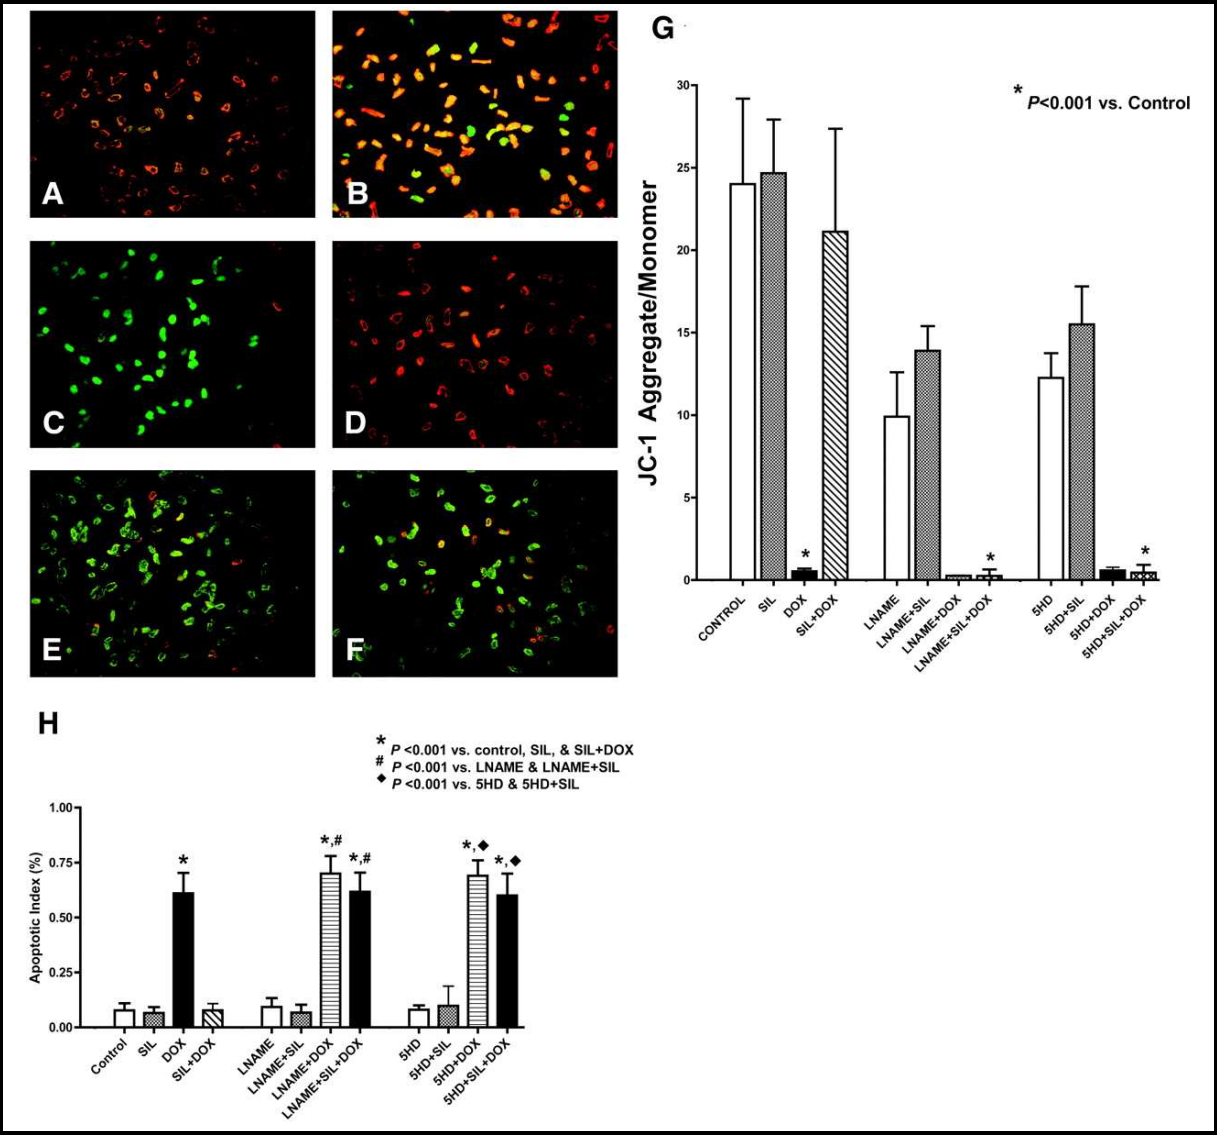 A
B
C
D
E
F
G
* P<0.001 vs. Control
JC-1 Aggregate/Monomer
30
25
20
15
10
5
0
*
*
*
CONTROL
SIL
DOX
SIL+DOX
LNAME
LNAME+SIL
LNAME+DOX
LNAME+SIL+DOX
5HD
5HD+SIL
5HD+DOX
5HD+SIL+DOX
H
* P <0.001 vs. control, SIL, & SIL+DOX
# P <0.001 vs. LNAME & LNAME+SIL
◆ P <0.001 vs. 5HD & 5HD+SIL
Apoptotic Index (%)
1.00
0.75
0.50
0.25
0.00
*
*,#
*,#
*,◆
*,◆
Control
SIL
DOX
SIL+DOX
LNAME
LNAME+SIL
LNAME+DOX
LNAME+SIL+DOX
5HD
5HD+SIL
5HD+DOX
5HD+SIL+DOX